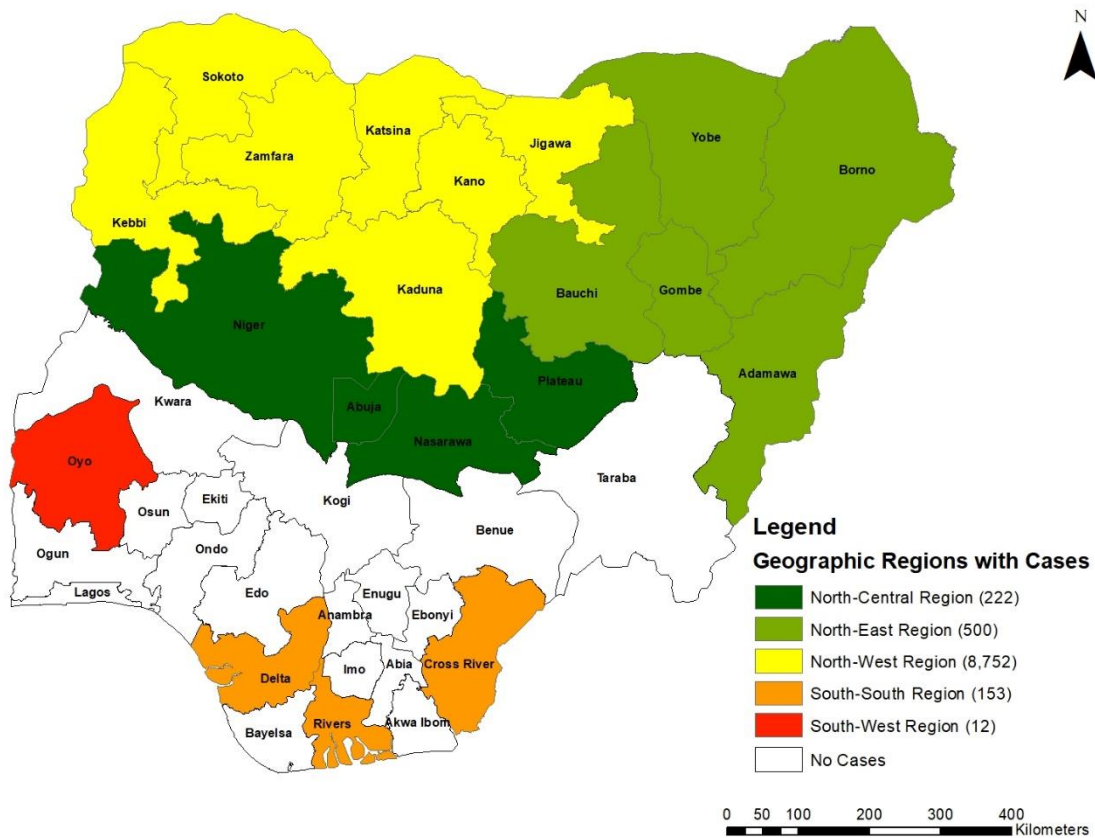 N
Sokoto
Katsina
Jigawa
Yobe
Zamfara
Kano
Borno
Kebbi
Kaduna
Bauchi
Gombe
Niger
Adamawa
Plateau
Abuja
Kwara
Nasarawa
Oyo
Taraba
Kogi
Ekiti
Osun
Benue
Ondo
Ogun
Lagos
Edo
Enugu
Anambra
Ebonyi
Imo
Abia
Cross River
Delta
Rivers
Akwa Ibom
Bayelsa
Legend
Geographic Regions with Cases
North-Central Region (222)
North-East Region (500)
North-West Region (8,752)
South-South Region (153)
South-West Region (12)
No Cases
0 50 100 200 300 400
Kilometers